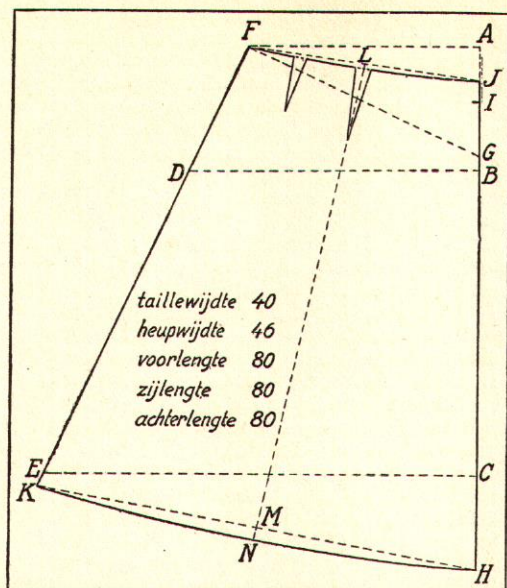 F A
L J
I
G
D B
taillewijdte 40
heupwijdte 46
voorlengte 80
zijlengte 80
achterlengte 80
E C
K
M
N
H